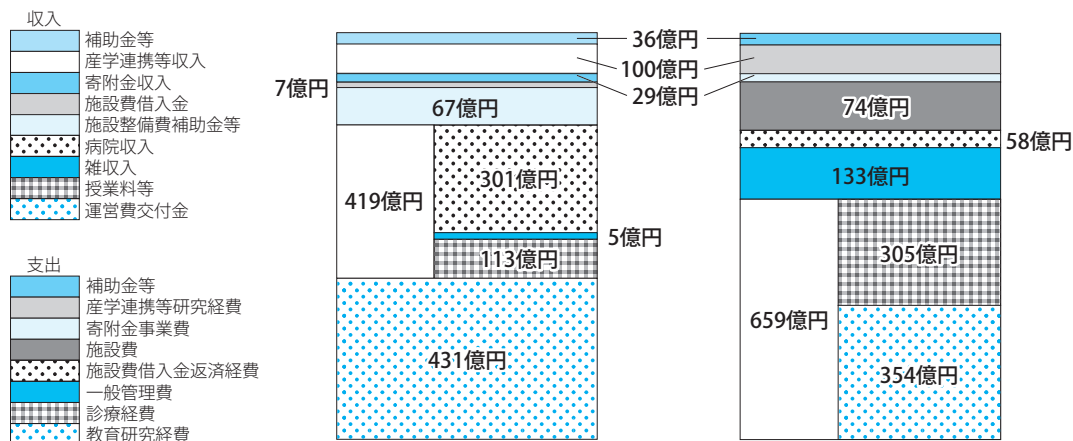 収入
補助金等
産学連携等収入
寄附金収入
施設費借入金
施設整備費補助金等
病院収入
雑収入
授業料等
運営費交付金
支出
補助金等
産学連携等研究経費
寄附金事業費
施設費
施設費借入金返済経費
一般管理費
診療経費
教育研究経費
7億円
67億円
419億円
301億円
5億円
113億円
431億円
36億円
100億円
29億円
74億円
58億円
133億円
305億円
659億円
354億円